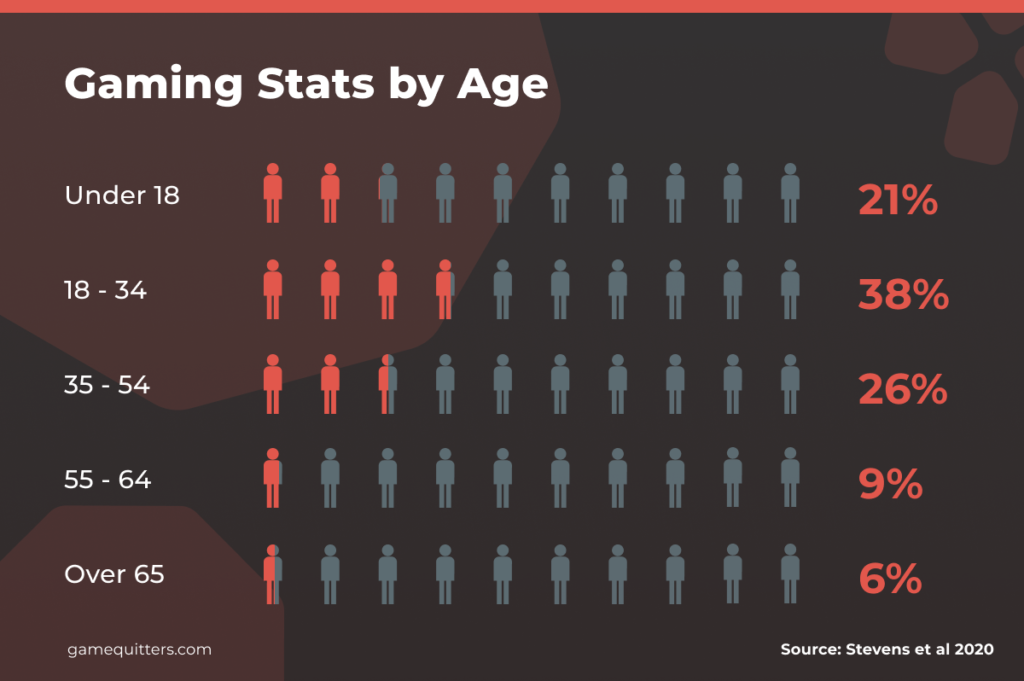 Gaming Stats by Age
Under 18 21%
18 - 34 38%
35 - 54 26%
55 - 64 9%
Over 65 6%
gamequitters.com Source: Stevens et al 2020